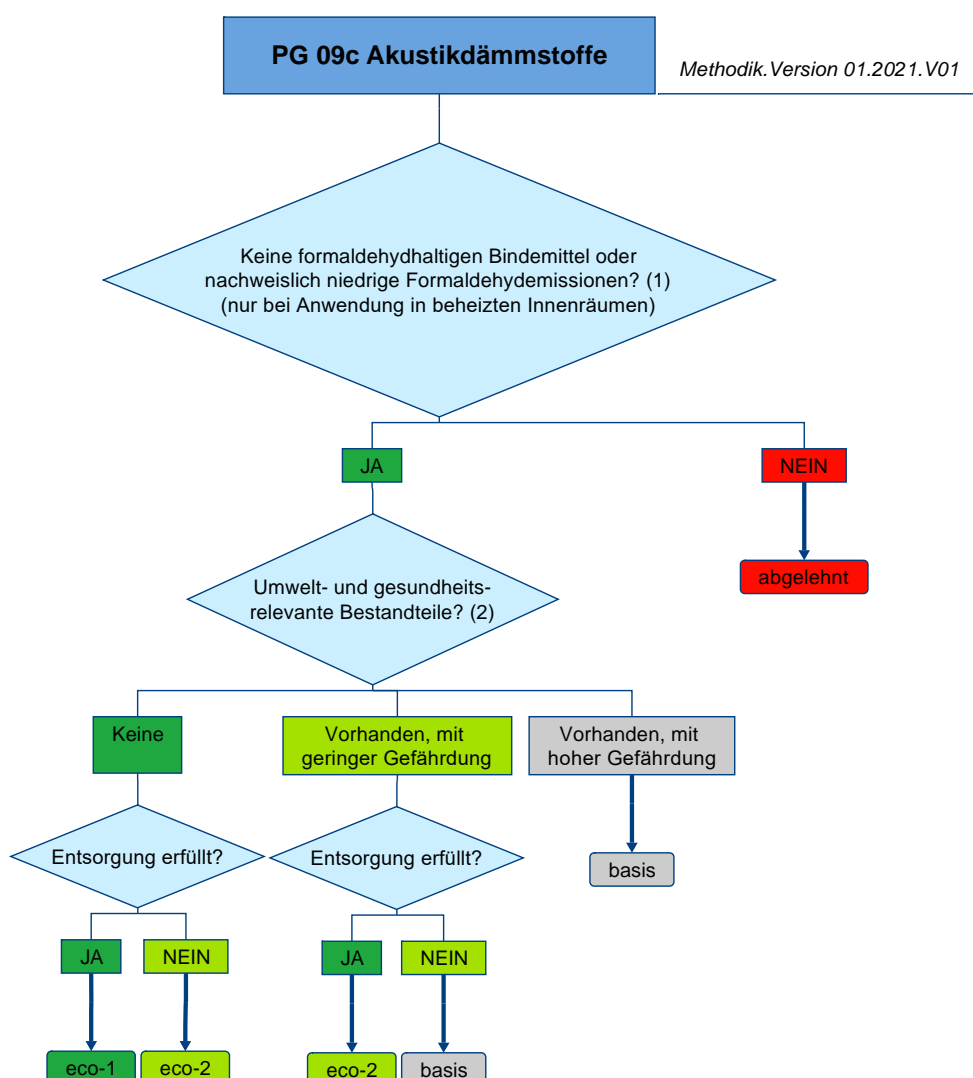 PG 09c Akustikdämmstoffe
Methodik.Version 01.2021.V01
Keine formaldehydhaltigen Bindemittel oder
nachweislich niedrige Formaldehydemissionen? (1)
(nur bei Anwendung in beheizten Innenräumen)
JA
NEIN
abgelehnt
Umwelt- und gesundheits-
relevante Bestandteile? (2)
Keine
Vorhanden, mit
geringer Gefährdung
Vorhanden, mit
hoher Gefährdung
Entsorgung erfüllt?
Entsorgung erfüllt?
basis
JA
NEIN
JA
NEIN
eco-1
eco-2
eco-2
basis